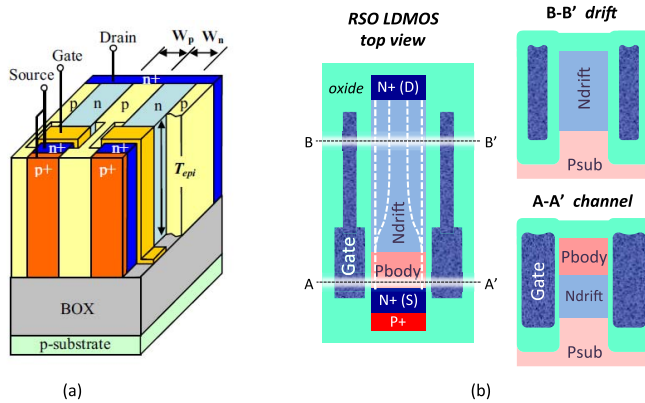 Drain
W_p W_n
Gate
Source
n+
p n p n p
n+ n+
p+ p+
T_epi
BOX
p-substrate
(a)
RSO LDMOS
top view
oxide
N+ (D)
B B'
Ndrift
Gate
Pbody
A A'
N+ (S)
P+
B-B’ drift
Ndrift
Psub
A-A’ channel
Gate
Pbody
Ndrift
Psub
(b)